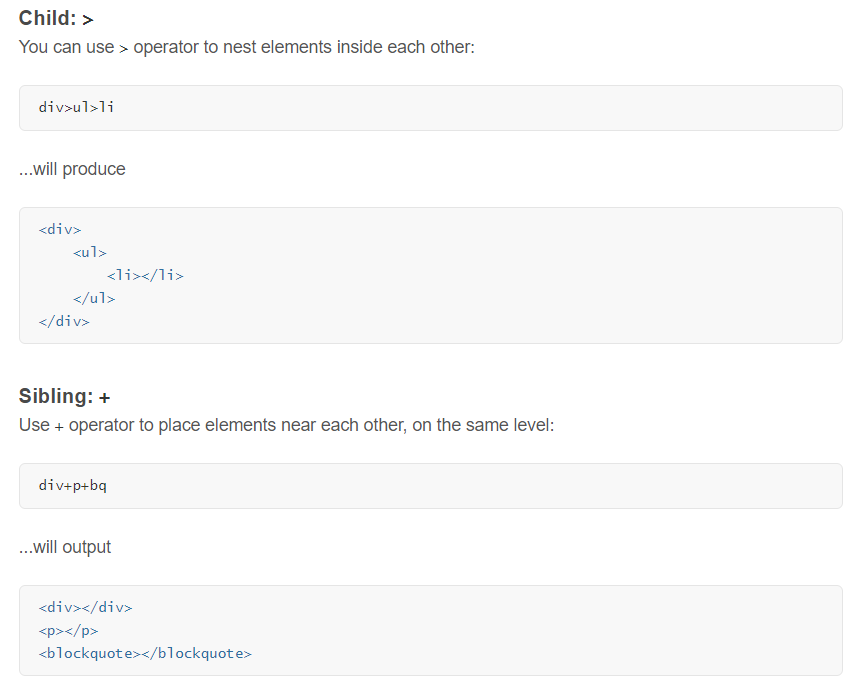 Child: >
You can use > operator to nest elements inside each other:
div>ul>li
...will produce
<div>
    <ul>
        <li></li>
    </ul>
</div>
Sibling: +
Use + operator to place elements near each other, on the same level:
div+p+bq
...will output
<div></div>
<p></p>
<blockquote></blockquote>